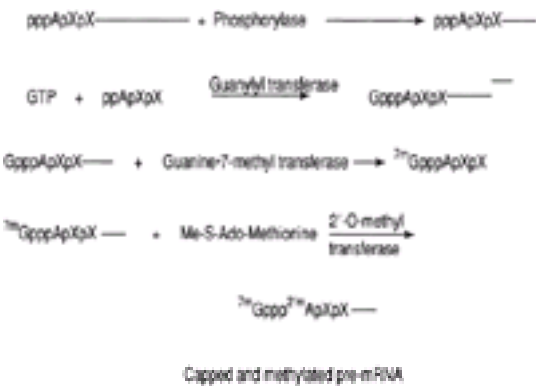 pppApXpX + Phosphorylase pppApXpX
GTP + ppApXpX Guanylyl transferase GpppApXpX
GpppApXpX + Guanine-7-methyl transferase 7mGpppApXpX
7mGpppApXpX + Me-S-Ado-Methionine 2'-O-methyl transferase
7mGppp2'mApXpX
Capped and methylated pre-mRNA